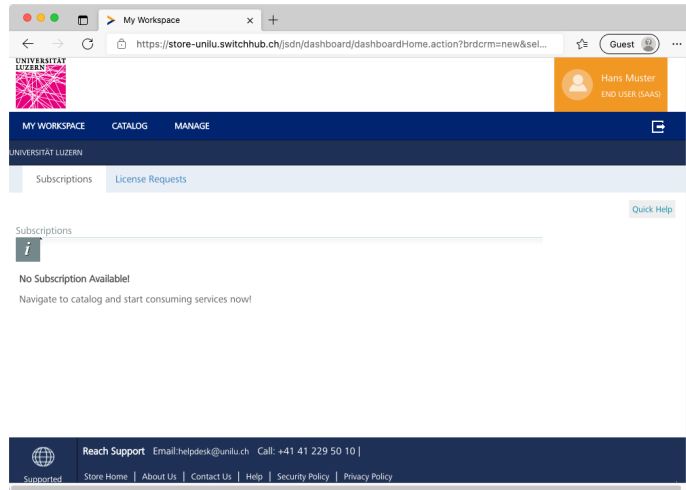 My Workspace
https://store-unilu.switchhub.ch/jsdn/dashboard/dashboardHome.action?brdcrm=new&sel...
Guest
UNIVERSITÄT
LUZERN
Hans Muster
END USER (SAAS)
MY WORKSPACE CATALOG MANAGE
UNIVERSITÄT LUZERN
Subscriptions License Requests
Quick Help
Subscriptions
i
No Subscription Available!
Navigate to catalog and start consuming services now!
Reach Support Email:helpdesk@unilu.ch Call: +41 41 229 50 10 |
Supported Store Home | About Us | Contact Us | Help | Security Policy | Privacy Policy